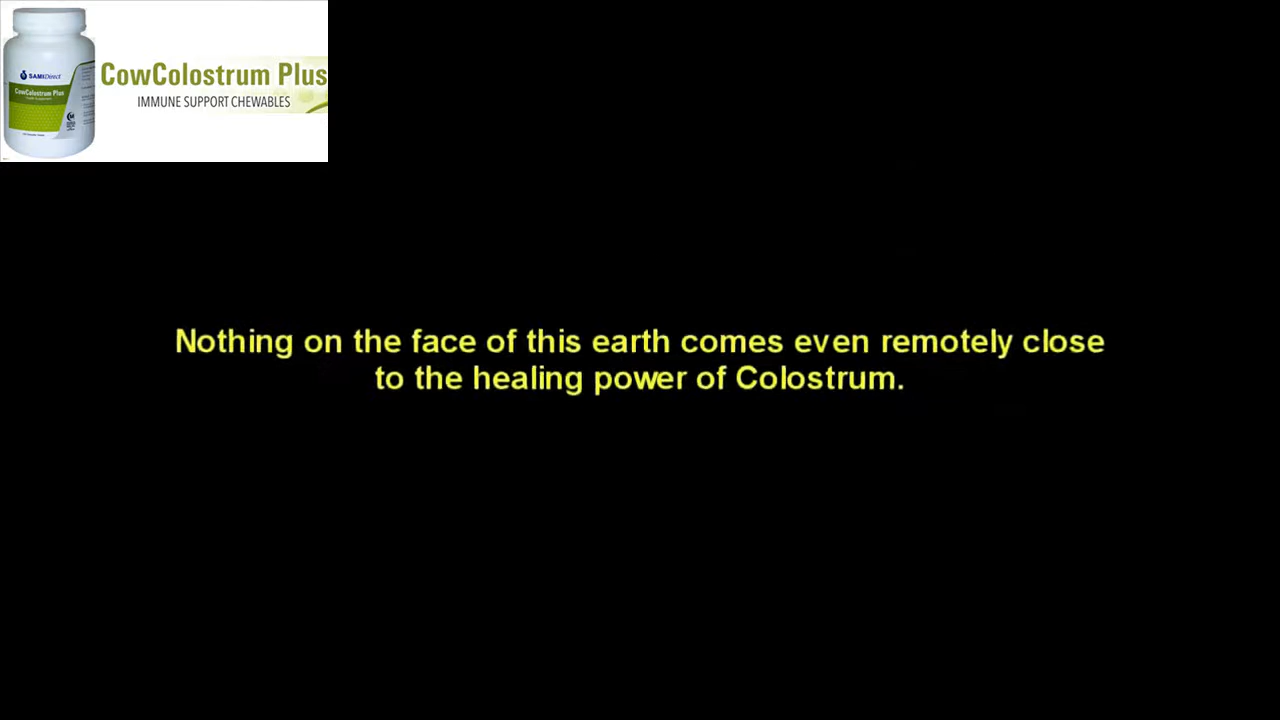 SAMIDIRECT
CowColostrum Plus
CowColostrum Plus
IMMUNE SUPPORT CHEWABLES
Nothing on the face of this earth comes even remotely close
to the healing power of Colostrum.